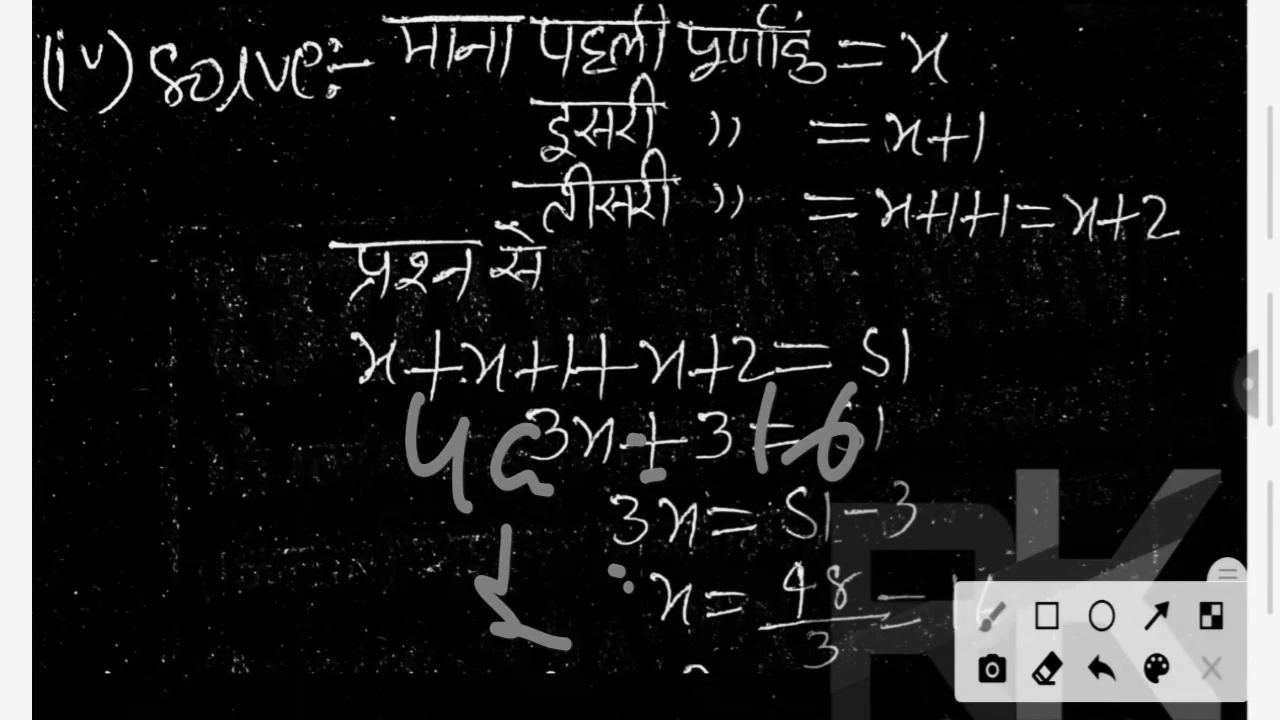 (iv) Solve:- माना पहली पूर्णांक = x
दुसरी " = x+1
तीसरी " = x+1+1 = x+2
प्रश्न से
x+x+1+x+2 = 51
3x+3 = 51
3x = 51-3
x = 48/3 = 16
RK